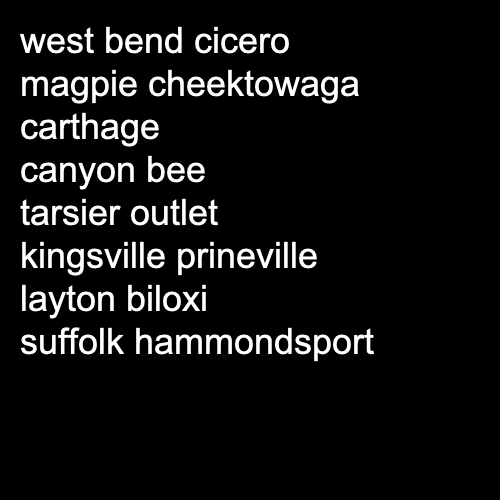 west bend cicero
magpie cheektowaga
carthage
canyon bee
tarsier outlet
kingsville prineville
layton biloxi
suffolk hammondsport